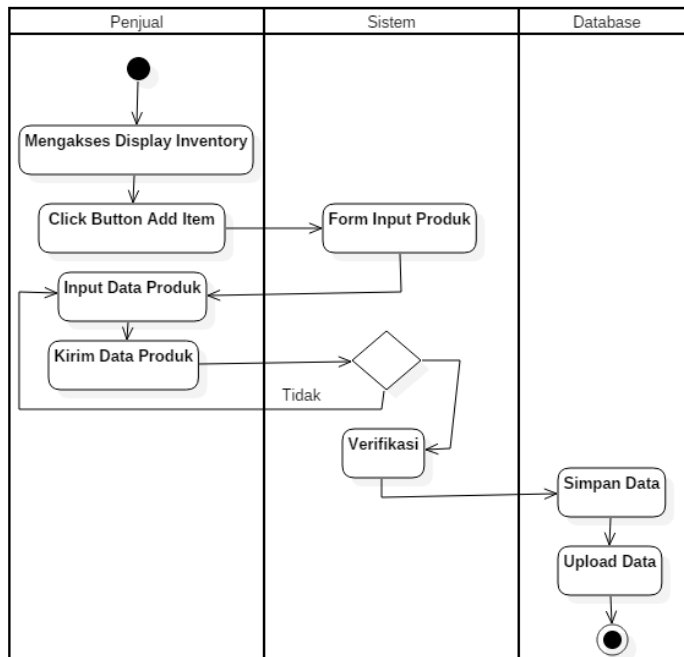 Penjual
Sistem
Database
Mengakses Display Inventory
Click Button Add Item
Form Input Produk
Input Data Produk
Kirim Data Produk
Tidak
Verifikasi
Simpan Data
Upload Data